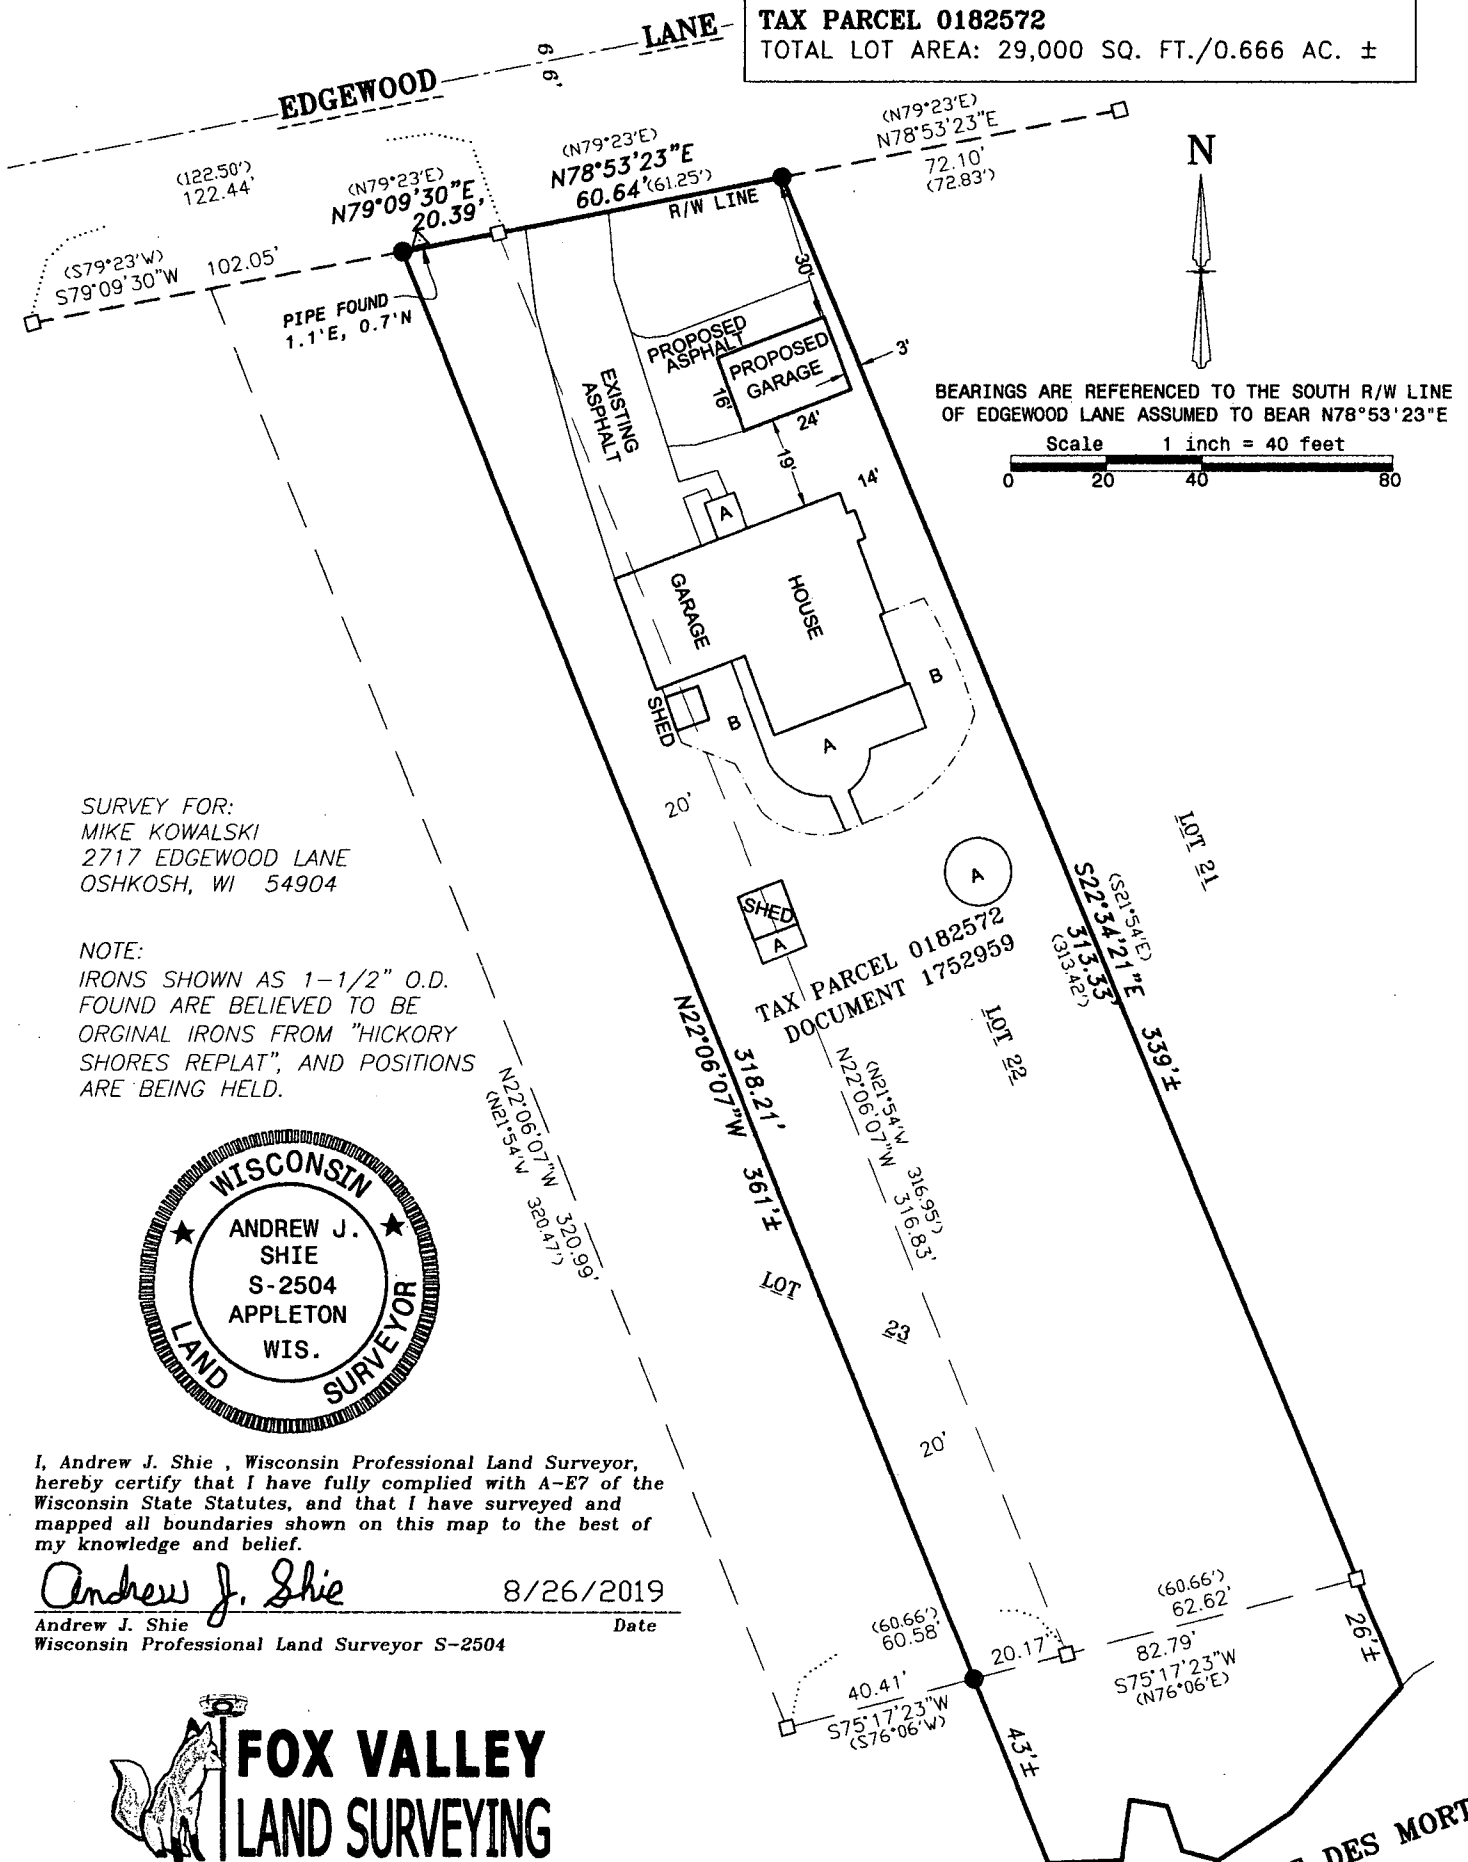 TAX PARCEL 0182572
TOTAL LOT AREA: 29,000 SQ. FT./0.666 AC. ±
EDGEWOOD LANE
66'
(122.50')
122.44'
(N79°23'E)
N79°09'30"E
20.39'
(N79°23'E)
N78°53'23"E
60.64'(61.25')
R/W LINE
(N79°23'E)
N78°53'23"E
72.10'
(72.83')
(S79°23'W)
S79°09'30"W
102.05'
PIPE FOUND
1.1'E, 0.7'N
N
BEARINGS ARE REFERENCED TO THE SOUTH R/W LINE
OF EDGEWOOD LANE ASSUMED TO BEAR N78°53'23"E
Scale 1 inch = 40 feet
0 20 40 80
30'
PROPOSED
ASPHALT
PROPOSED
GARAGE
3'
16'
24'
EXISTING
ASPHALT
19'
14'
A
GARAGE
HOUSE
B
SHED
B
A
20'
SURVEY FOR:
MIKE KOWALSKI
2717 EDGEWOOD LANE
OSHKOSH, WI 54904
LOT 21
A
SHED
A
TAX PARCEL 0182572
DOCUMENT 1752959
(S21°54'E)
S22°34'21"E
313.33'
(313.42')
339'±
LOT 22
NOTE:
IRONS SHOWN AS 1-1/2" O.D.
FOUND ARE BELIEVED TO BE
ORGINAL IRONS FROM "HICKORY
SHORES REPLAT", AND POSITIONS
ARE BEING HELD.
N22°06'07"W 320.99'
(N21°54'W 320.47')
318.21'
N22°06'07"W 361'±
(N21°54'W 316.95')
N22°06'07"W 316.83'
LOT 23
WISCONSIN
ANDREW J.
SHIE
S-2504
APPLETON
WIS.
LAND SURVEYOR
20'
I, Andrew J. Shie , Wisconsin Professional Land Surveyor,
hereby certify that I have fully complied with A-E7 of the
Wisconsin State Statutes, and that I have surveyed and
mapped all boundaries shown on this map to the best of
my knowledge and belief.
Andrew J. Shie 8/26/2019
Andrew J. Shie Date
Wisconsin Professional Land Surveyor S-2504
(60.66')
62.62'
(60.66')
60.58'
20.17'
82.79'
S75°17'23"W
(N76°06'E)
26'±
40.41'
S75°17'23"W
(S76°06'W)
43'±
FOX VALLEY
LAND SURVEYING
DES MORT